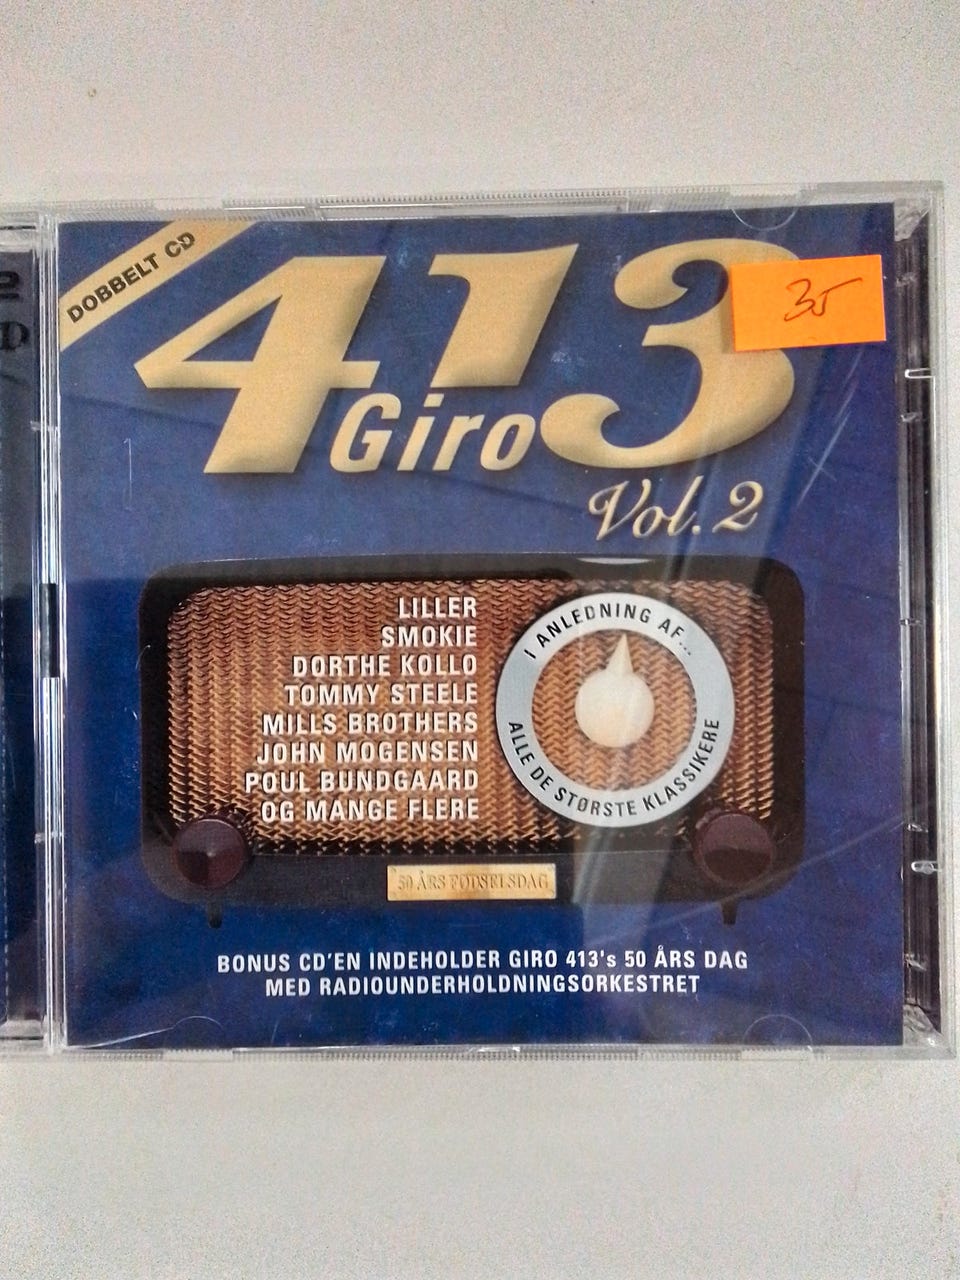 2
D
DOBBELT CD
413
35
Giro
Vol. 2
LILLER
SMOKIE
DORTHE KOLLO
TOMMY STEELE
MILLS BROTHERS
JOHN MOGENSEN
POUL BUNDGAARD
OG MANGE FLERE
I ANLEDNING AF...
ALLE DE STØRSTE KLASSIKERE
50 ÅRS FØDSELSDAG
BONUS CD'EN INDEHOLDER GIRO 413's 50 ÅRS DAG
MED RADIOUNDERHOLDNINGSORKESTRET